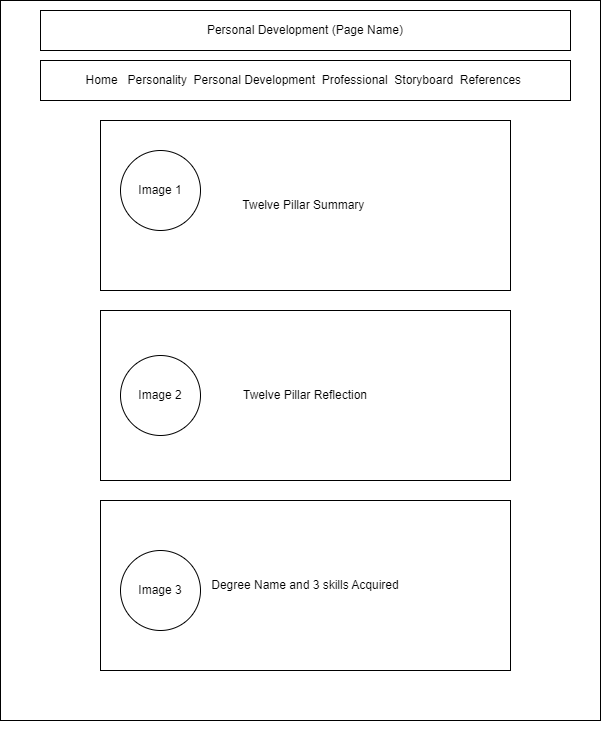 Personal Development (Page Name)
Home Personality Personal Development Professional Storyboard References
Image 1
Twelve Pillar Summary
Image 2
Twelve Pillar Reflection
Image 3
Degree Name and 3 skills Acquired